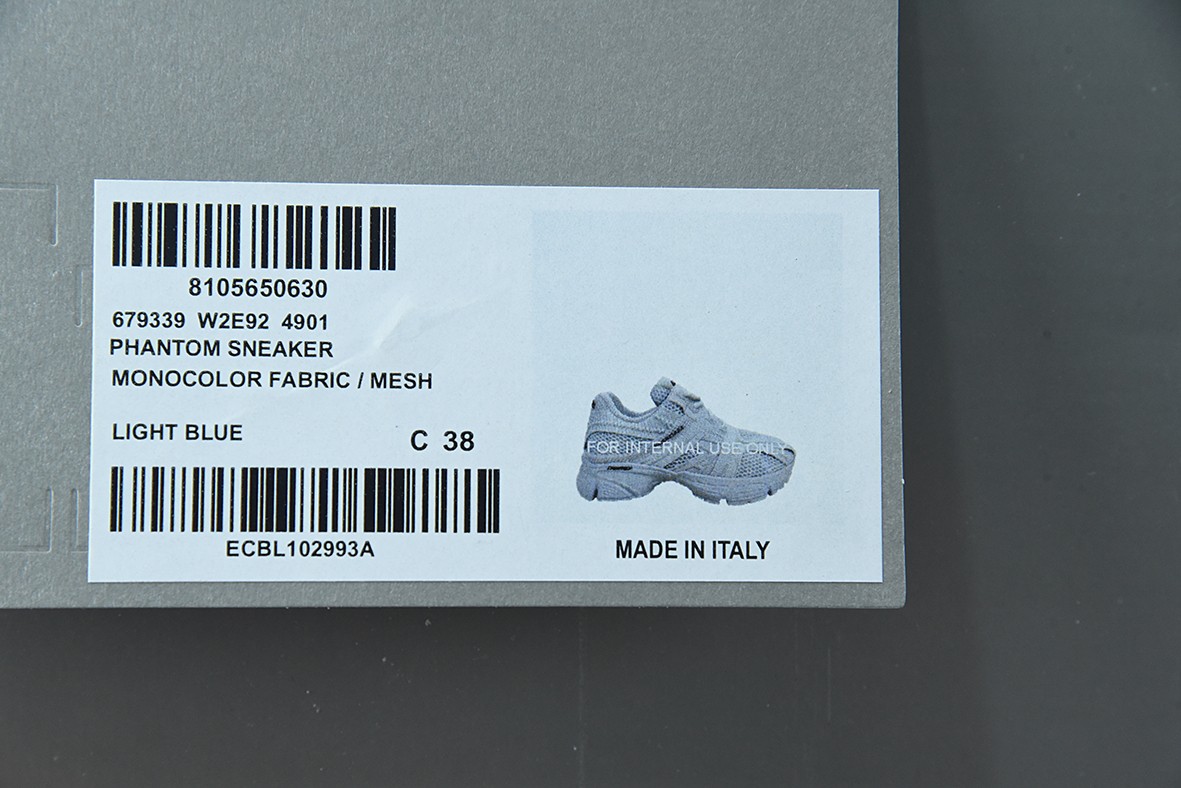 8105650630
679339 W2E92 4901
PHANTOM SNEAKER
MONOCOLOR FABRIC / MESH
LIGHT BLUE
C 38
ECBL102993A
FOR INTERNAL USE ONLY
MADE IN ITALY